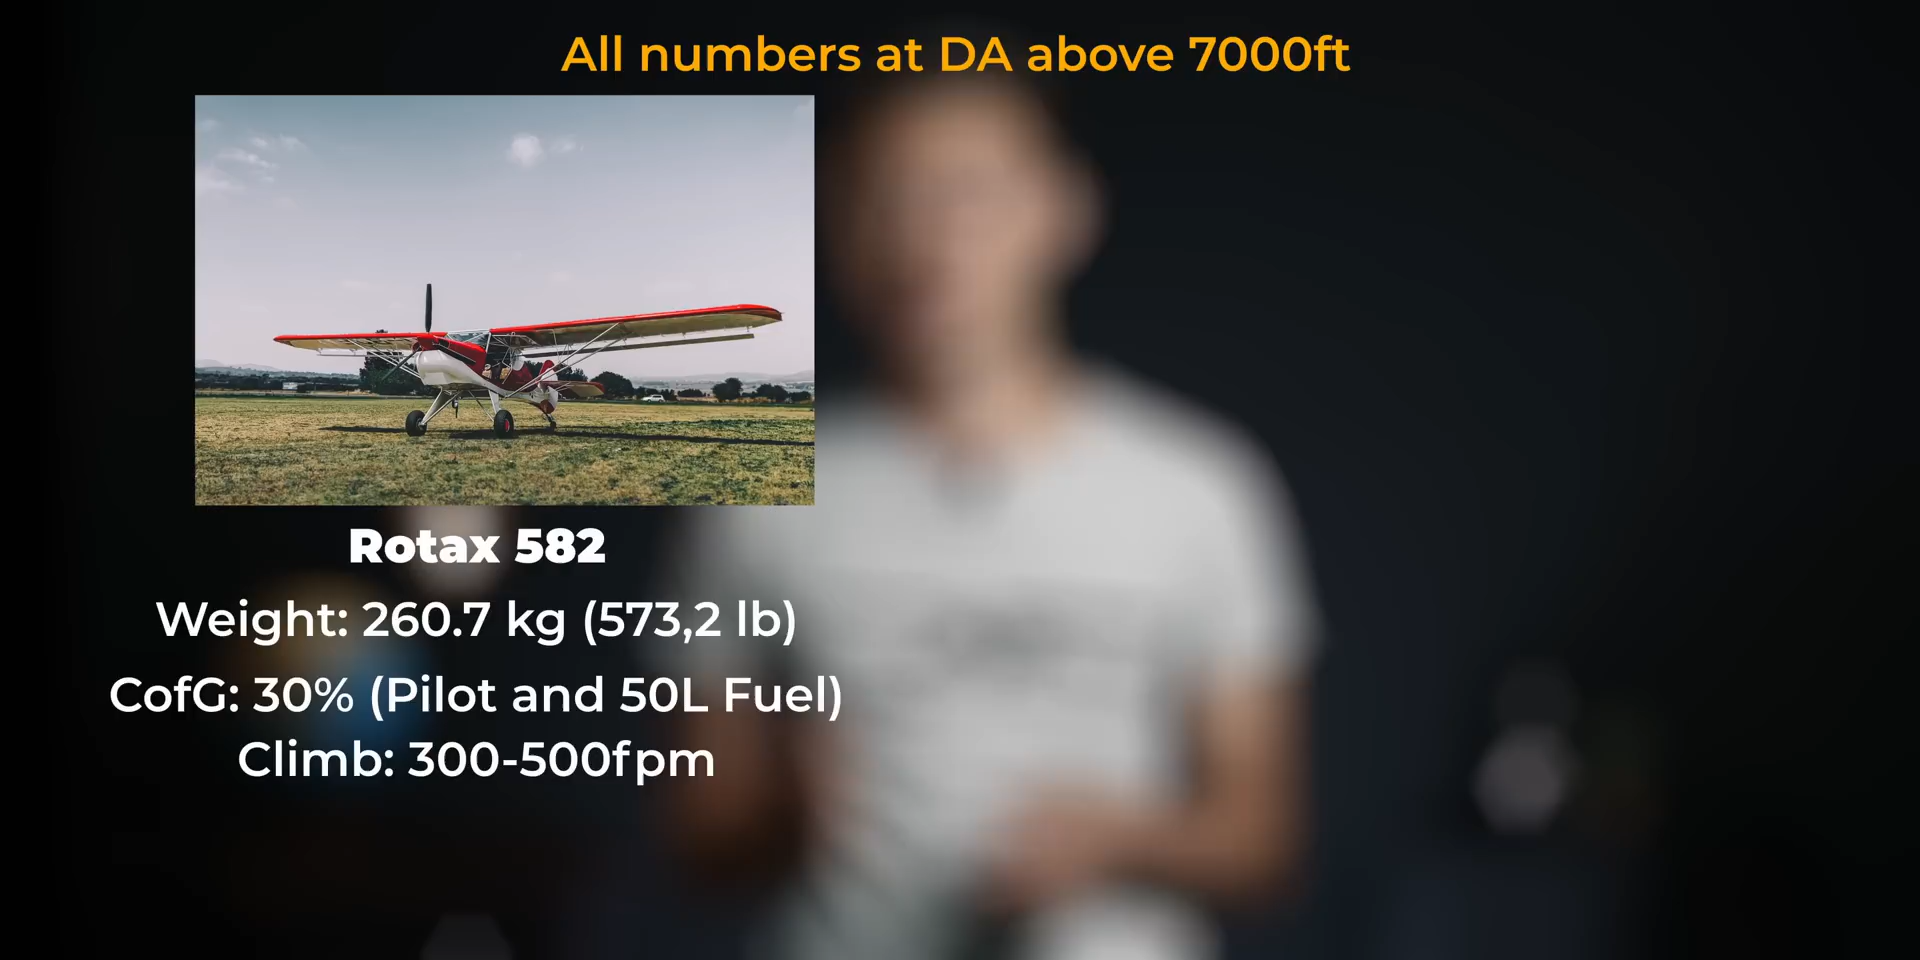 All numbers at DA above 7000ft
Rotax 582
Weight: 260.7 kg (573,2 lb)
CofG: 30% (Pilot and 50L Fuel)
Climb: 300-500fpm